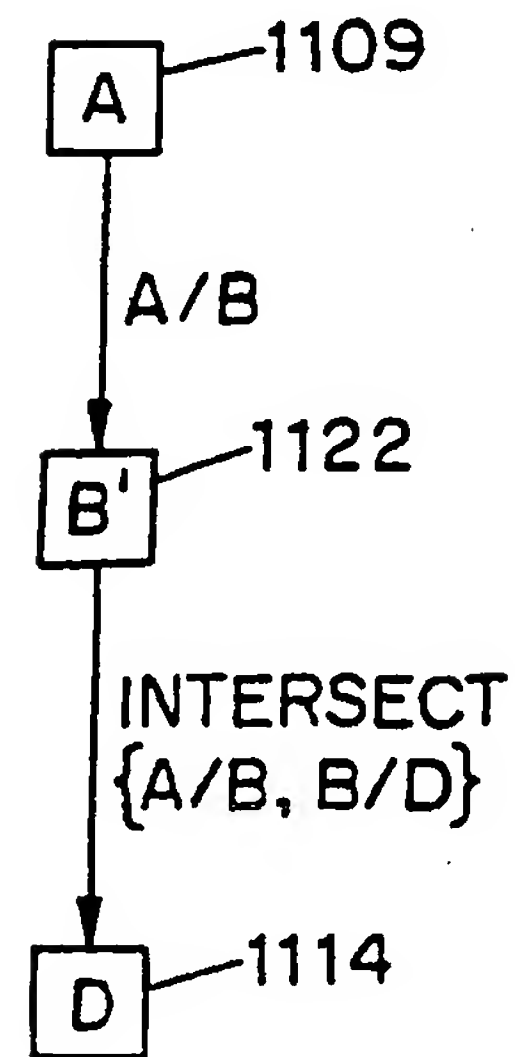 A 1109
A/B
B' 1122
INTERSECT
{A/B, B/D}
D 1114